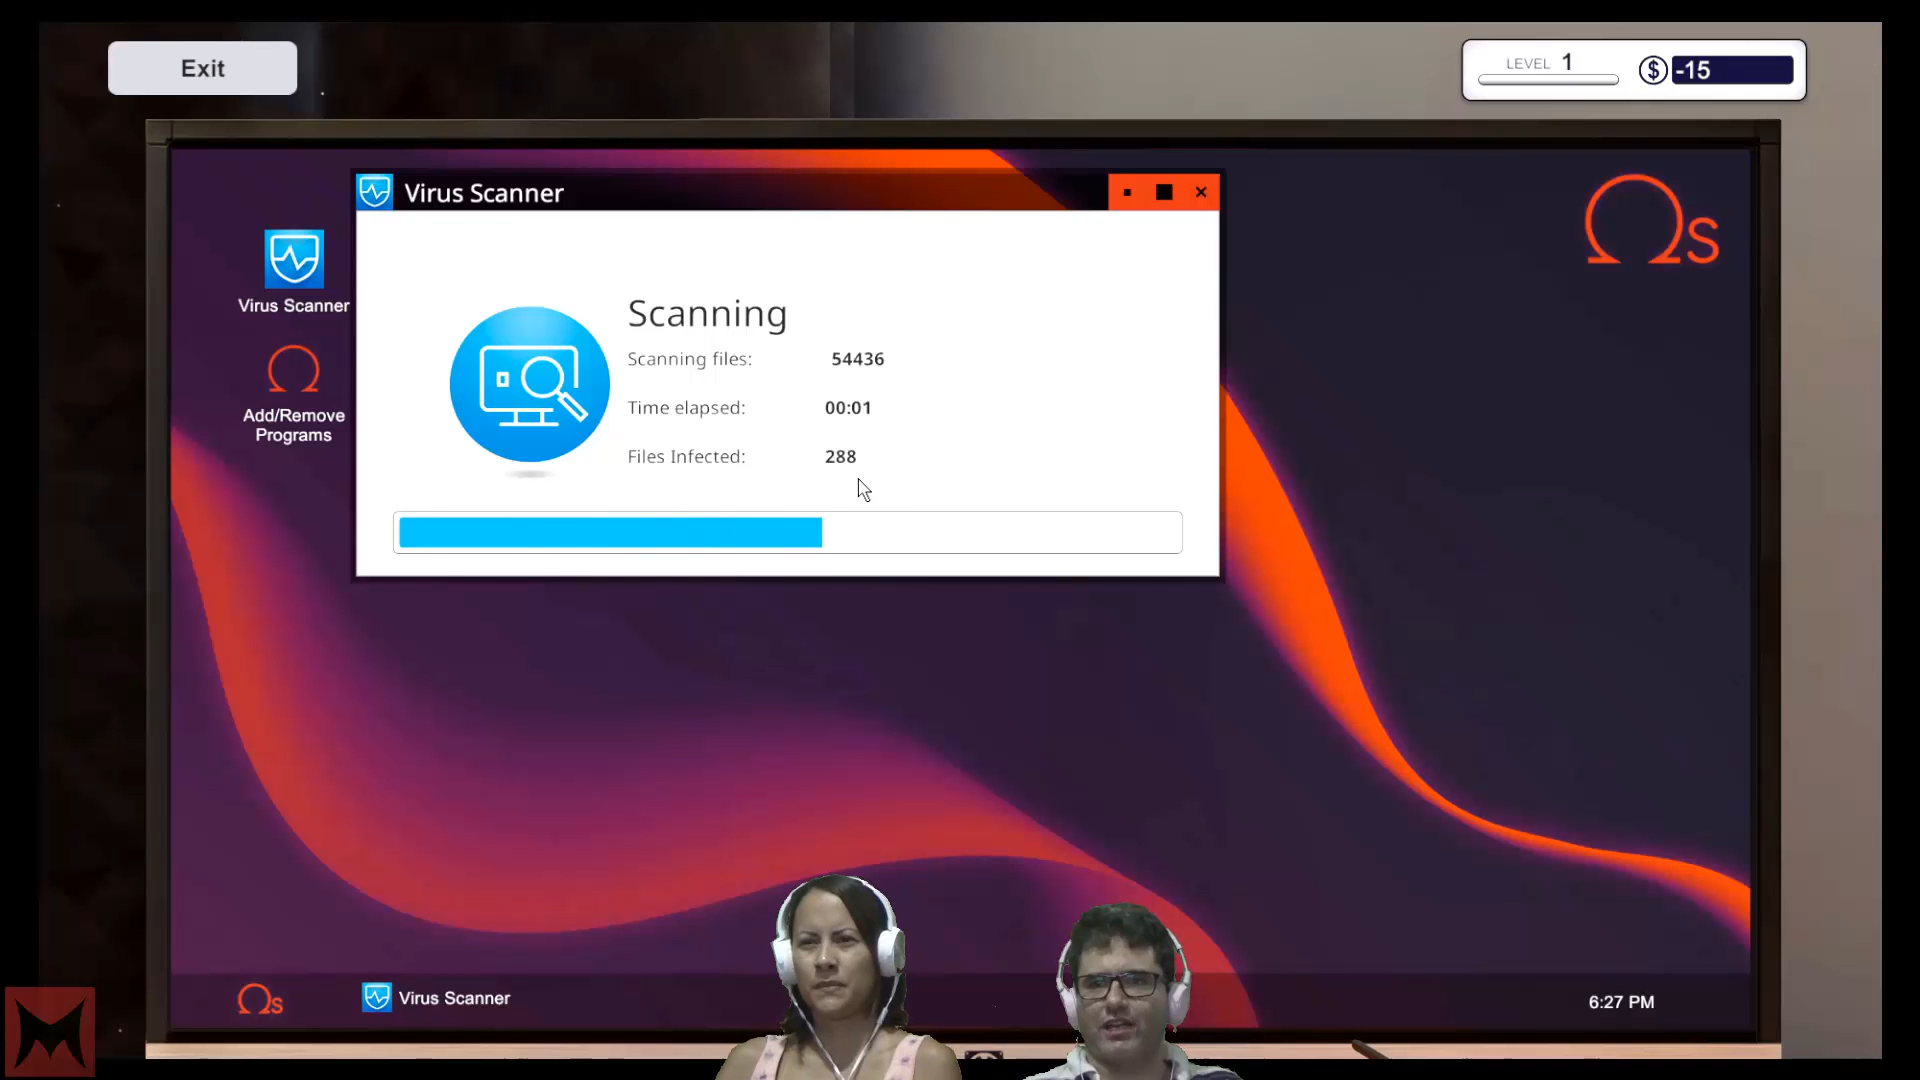 Exit
LEVEL 1
$ -15
Virus Scanner
Virus Scanner
Add/Remove
Programs
Scanning
Scanning files: 54436
Time elapsed: 00:01
Files Infected: 288
Ωs
Ωs
Virus Scanner
6:27 PM